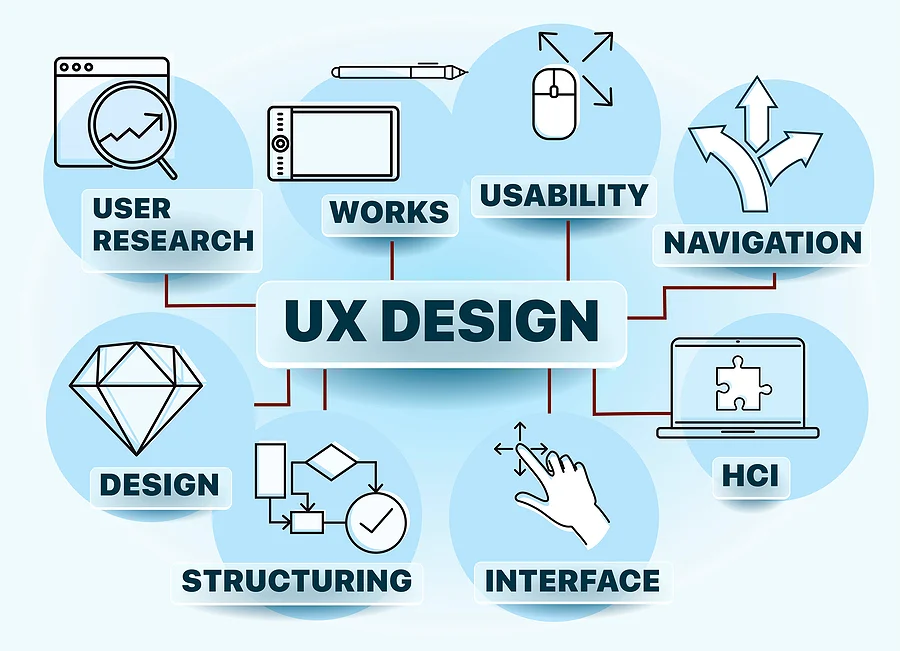 USER
RESEARCH
WORKS
USABILITY
NAVIGATION
UX DESIGN
DESIGN
HCI
STRUCTURING
INTERFACE